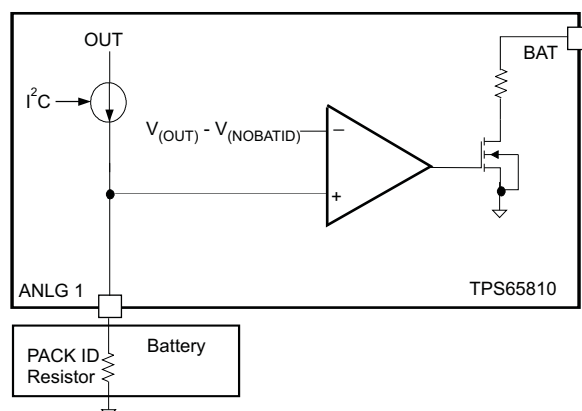 OUT
BAT
I²C
V(OUT) - V(NOBATID)
−
+
ANLG 1
TPS65810
PACK ID
Resistor
Battery